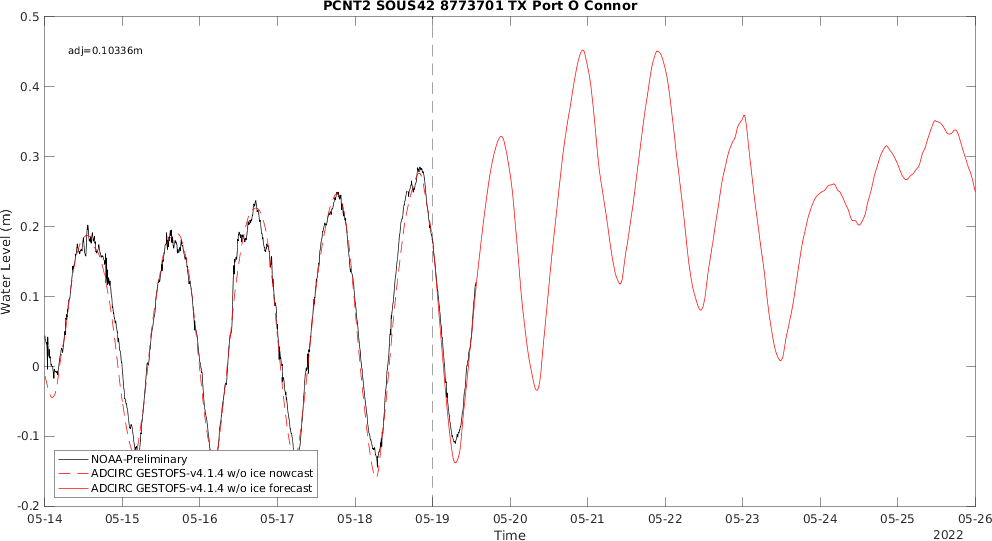 PCNT2 SOUS42 8773701 TX Port O Connor
adj=0.10336m
0.5
0.4
0.3
0.2
0.1
0
-0.1
-0.2
Water Level (m)
NOAA-Preliminary
ADCIRC GESTOFS-v4.1.4 w/o ice nowcast
ADCIRC GESTOFS-v4.1.4 w/o ice forecast
05-14 05-15 05-16 05-17 05-18 05-19 05-20 05-21 05-22 05-23 05-24 05-25 05-26
Time
2022